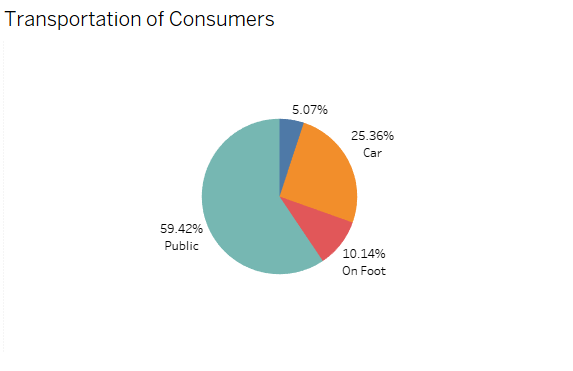 Transportation of Consumers
5.07%
25.36%
Car
59.42%
Public
10.14%
On Foot